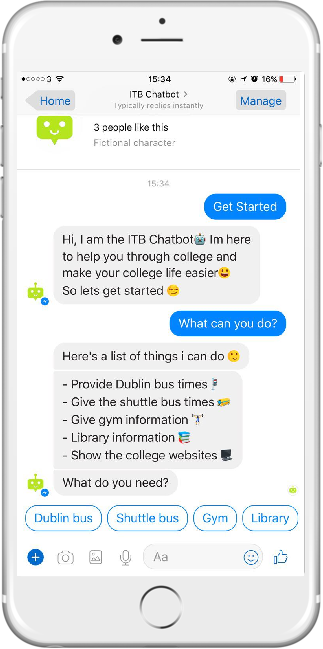 3
15:34
16%
Home
ITB Chatbot >
Typically replies instantly
Manage
3 people like this
Fictional character
15:34
Get Started
Hi, I am the ITB Chatbot🤖 Im here
to help you through college and
make your college life easier😃
So lets get started 😏
What can you do?
Here's a list of things i can do 🙂
- Provide Dublin bus times 🚏
- Give the shuttle bus times 🚌
- Give gym information 🏋
- Library information 📚
- Show the college websites 🖥
What do you need?
Dublin bus
Shuttle bus
Gym
Library
Aa